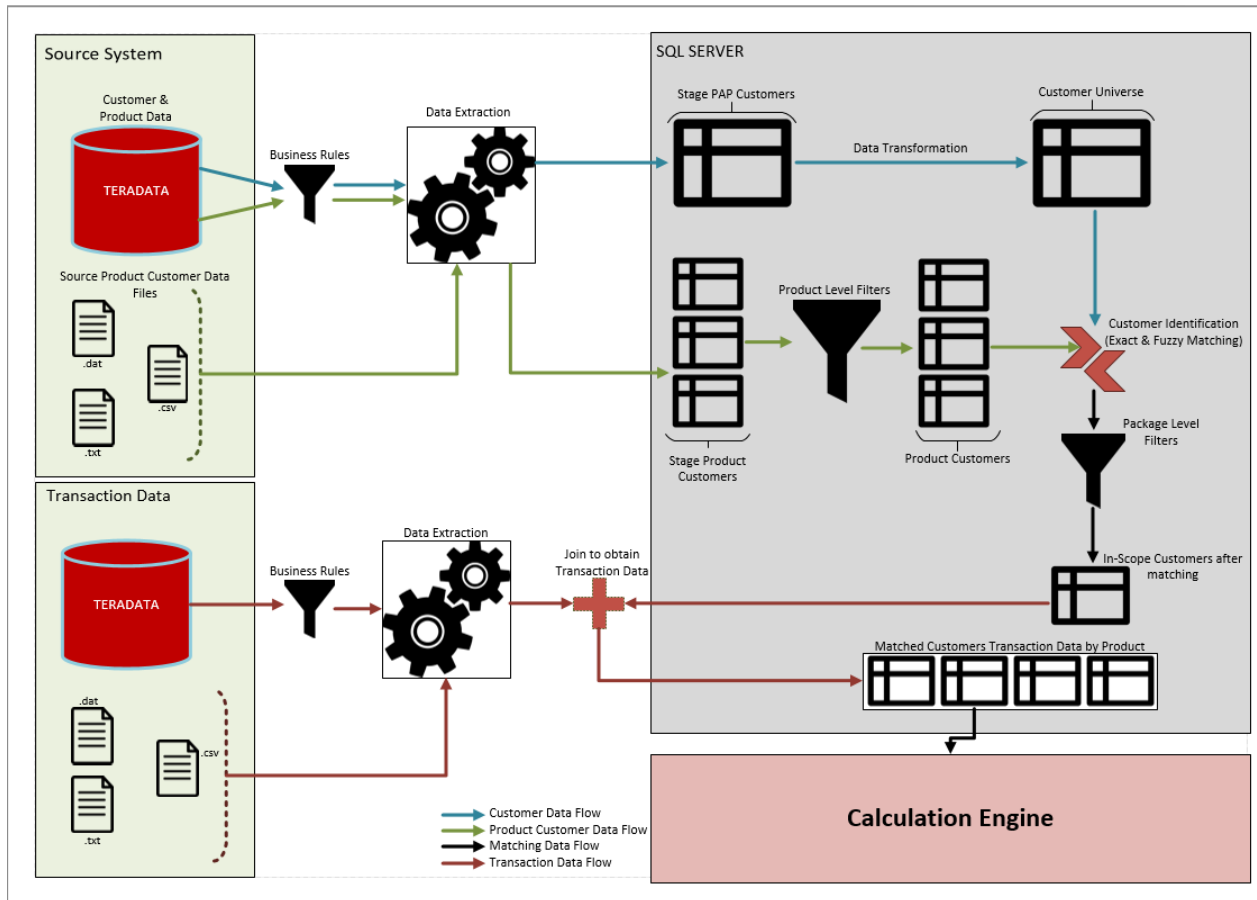 Source System
Customer &
Product Data
TERADATA
Business Rules
Data Extraction
Source Product Customer Data
Files
.dat
.csv
.txt
SQL SERVER
Stage PAP Customers
Customer Universe
Data Transformation
Product Level Filters
Customer Identification
(Exact & Fuzzy Matching)
Stage Product
Customers
Product Customers
Package Level
Filters
In-Scope Customers after
matching
Transaction Data
TERADATA
Business Rules
Data Extraction
Join to obtain
Transaction Data
Matched Customers Transaction Data by Product
.dat
.csv
.txt
Customer Data Flow
Product Customer Data Flow
Matching Data Flow
Transaction Data Flow
Calculation Engine